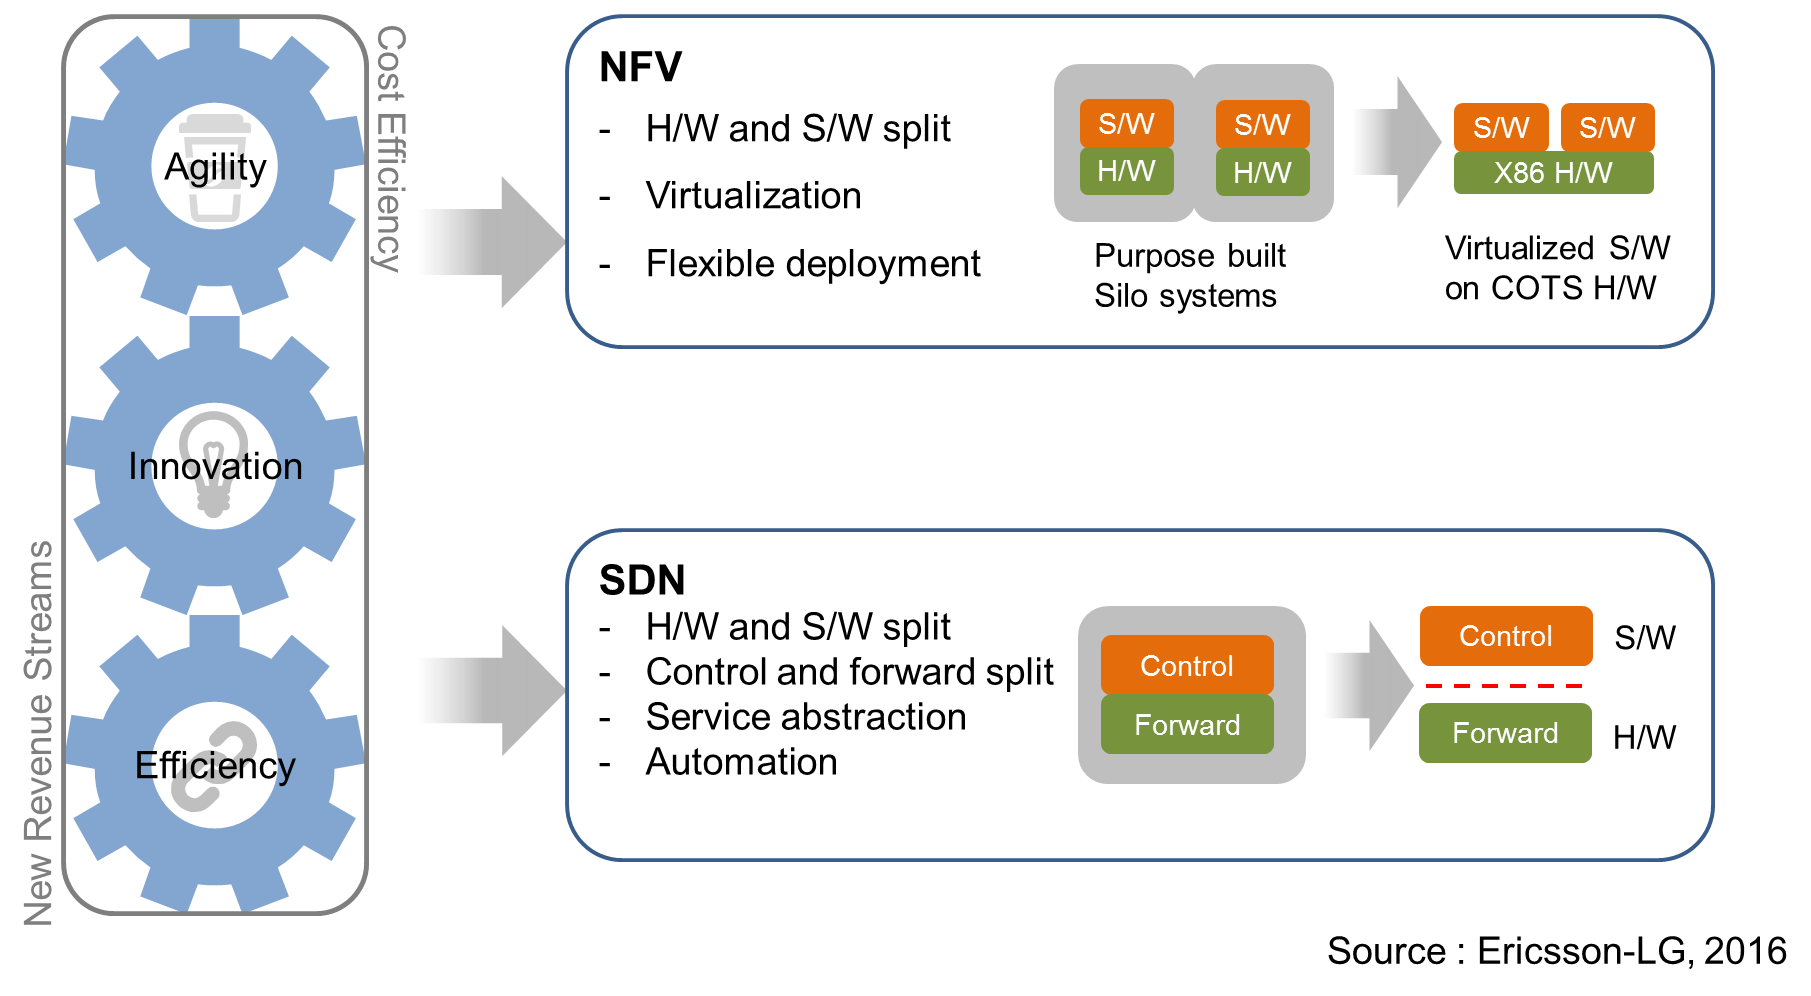 Cost Efficiency
New Revenue Streams
Agility
Innovation
Efficiency
NFV
- H/W and S/W split
- Virtualization
- Flexible deployment
S/W
H/W
S/W
H/W
Purpose built
Silo systems
S/W S/W
X86 H/W
Virtualized S/W
on COTS H/W
SDN
- H/W and S/W split
- Control and forward split
- Service abstraction
- Automation
Control
Forward
Control S/W
Forward H/W
Source : Ericsson-LG, 2016